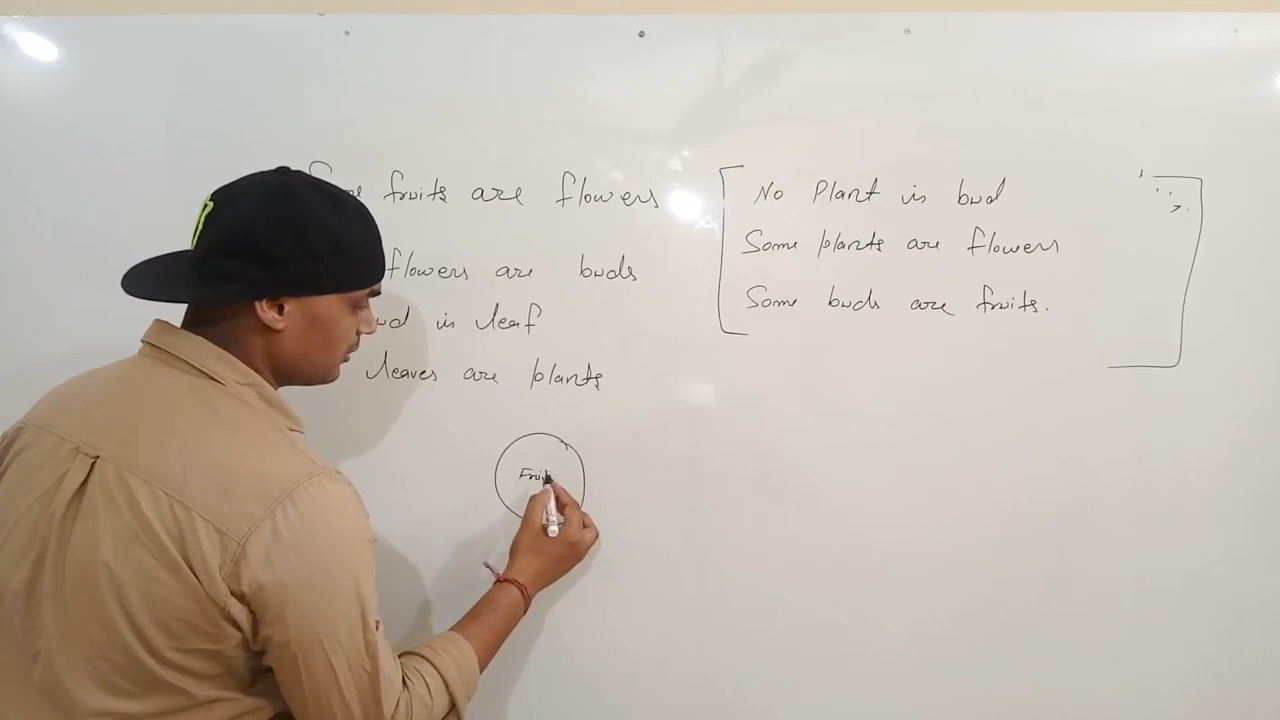 fruits are flowers
flowers are buds
is leaf
leaves are plants
No Plant is bud
Some plants are flowers
Some buds are fruits.